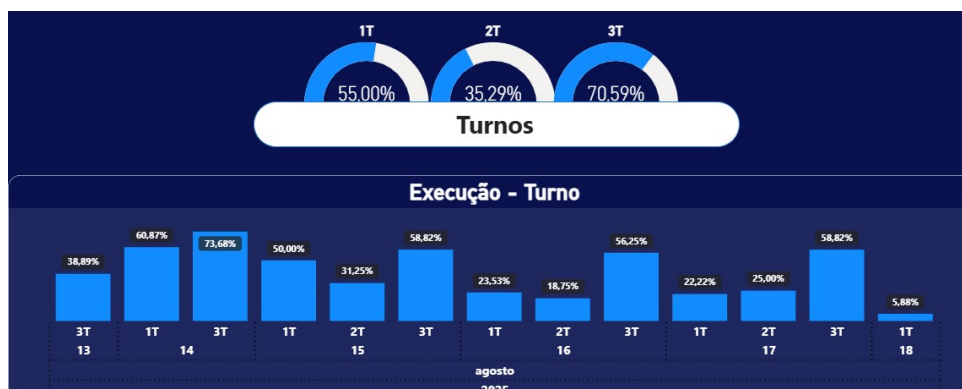 1T 2T 3T
55,00% 35,29% 70,59%
Turnos
Execução - Turno
38,89% 60,87% 73,68% 50,00% 31,25% 58,82% 23,53% 18,75% 56,25% 22,22% 25,00% 58,82% 5,88%
3T 1T 3T 1T 2T 3T 1T 2T 3T 1T 2T 3T 1T
13 14 15 16 17 18
agosto
2025